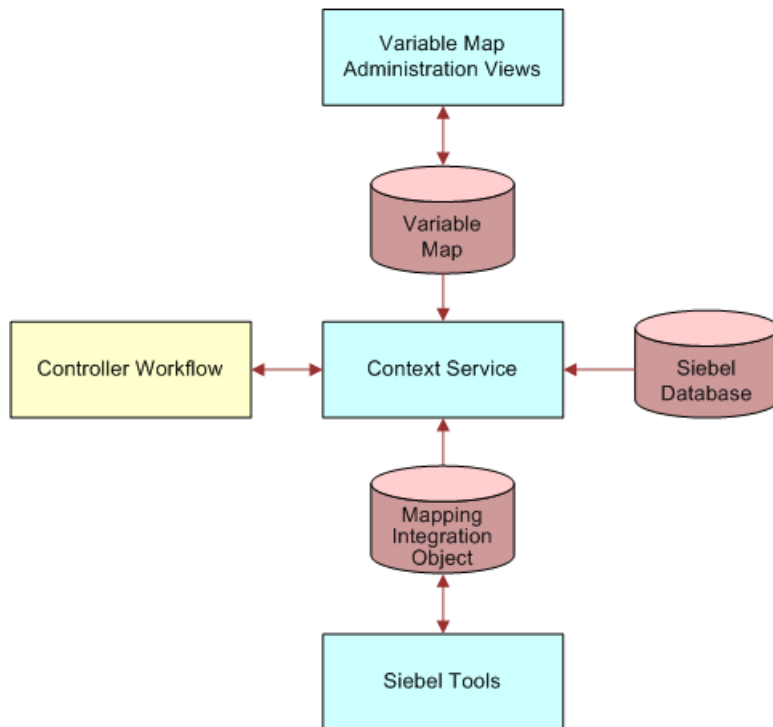 Variable Map
Administration Views
Variable
Map
Controller Workflow
Context Service
Siebel
Database
Mapping
Integration
Object
Siebel Tools